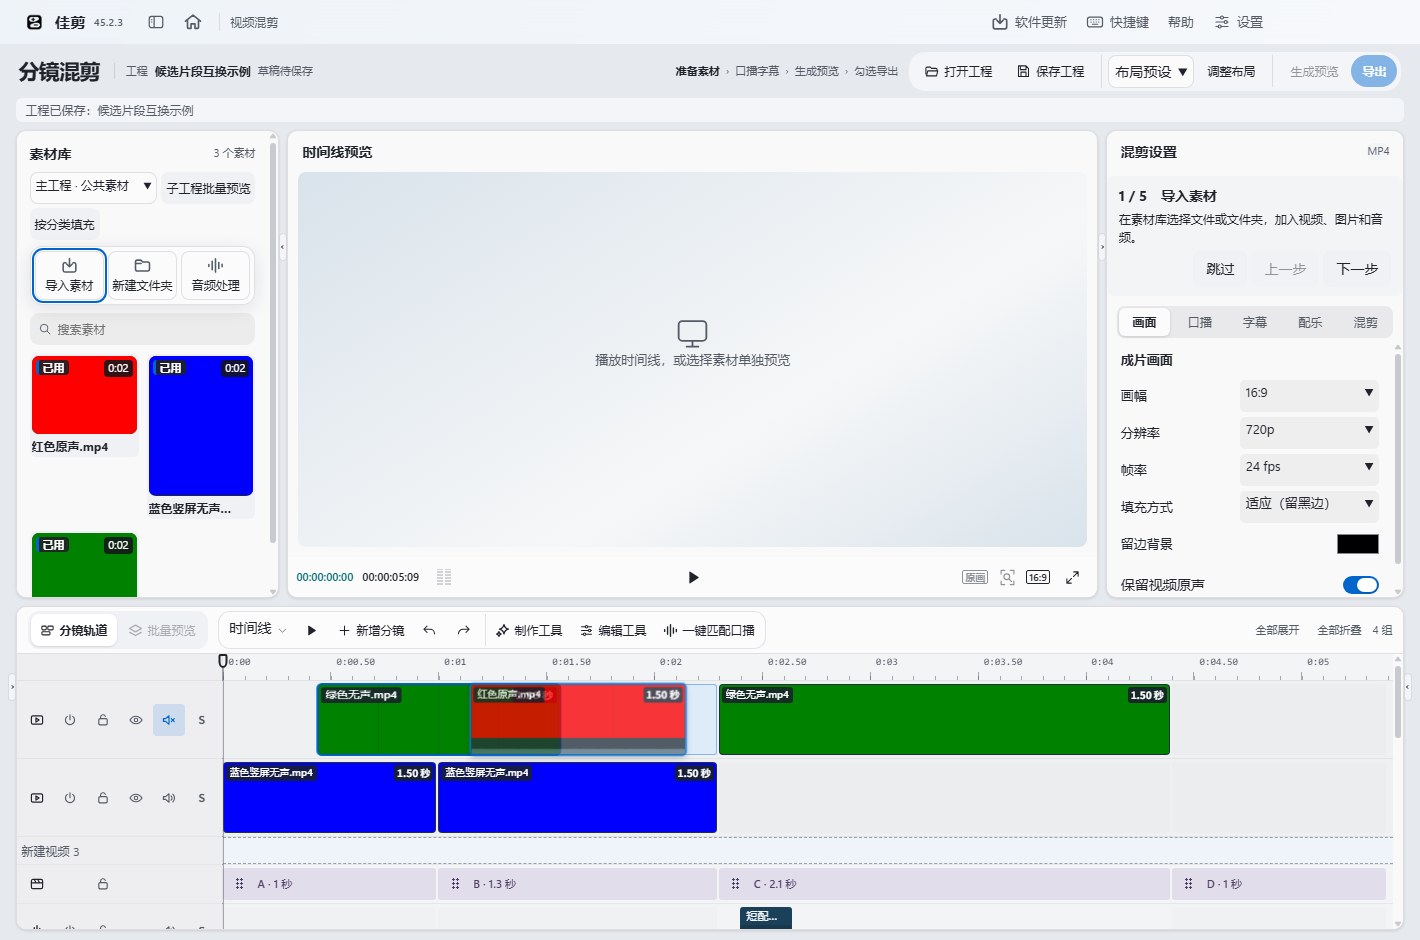 佳剪 45.2.3 视频混剪 软件更新 快捷键 帮助 设置
分镜混剪 工程 候选片段互换示例 草稿待保存 准备素材 › 口播字幕 › 生成预览 › 勾选导出 打开工程 保存工程 布局预设 调整布局 生成预览 导出
工程已保存：候选片段互换示例
素材库 3 个素材
主工程 · 公共素材 子工程批量预览
按分类填充
导入素材 新建文件夹 音频处理
搜索素材
已用 0:02 已用 0:02
红色原声.mp4
蓝色竖屏无声...
已用 0:02
时间线预览
播放时间线，或选择素材单独预览
00:00:00:00 00:00:05:09 原画 16:9
混剪设置 MP4
1 / 5 导入素材
在素材库选择文件或文件夹，加入视频、图片和音
频。
跳过 上一步 下一步
画面 口播 字幕 配乐 混剪
成片画面
画幅 16:9
分辨率 720p
帧率 24 fps
填充方式 适应（留黑边）
留边背景
保留视频原声
分镜轨道 批量预览 时间线 新增分镜 制作工具 编辑工具 一键匹配口播 全部展开 全部折叠 4 组
0:00 0:00.50 0:01 0:01.50 0:02 0:02.50 0:03 0:03.50 0:04 0:04.50 0:05
绿色无声.mp4 红色原声.mp4 1.50 秒 绿色无声.mp4 1.50 秒
S
蓝色竖屏无声.mp4 1.50 秒 蓝色竖屏无声.mp4 1.50 秒
S
新建视频 3
A · 1 秒 B · 1.3 秒 C · 2.1 秒 D · 1 秒
短配...